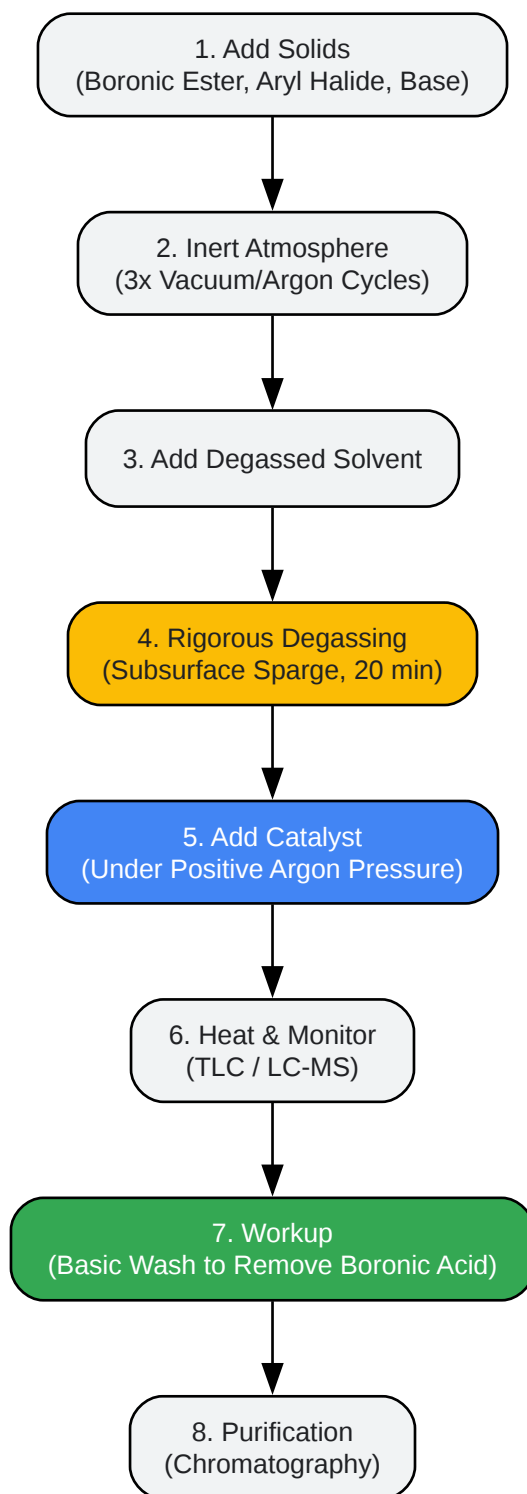 1. Add Solids
(Boronic Ester, Aryl Halide, Base)
2. Inert Atmosphere
(3x Vacuum/Argon Cycles)
3. Add Degassed Solvent
4. Rigorous Degassing
(Subsurface Sparge, 20 min)
5. Add Catalyst
(Under Positive Argon Pressure)
6. Heat & Monitor
(TLC / LC-MS)
7. Workup
(Basic Wash to Remove Boronic Acid)
8. Purification
(Chromatography)